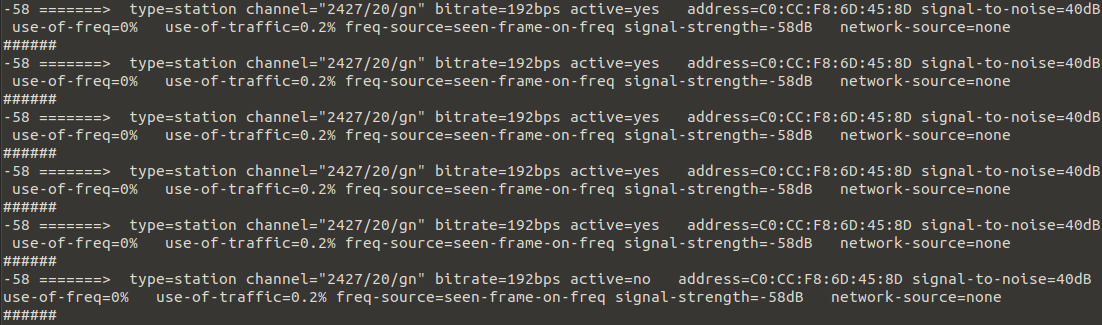 -58 =======>  type=station channel="2427/20/gn" bitrate=192bps active=yes   address=C0:CC:F8:6D:45:8D signal-to-noise=40dB
 use-of-freq=0%   use-of-traffic=0.2% freq-source=seen-frame-on-freq signal-strength=-58dB   network-source=none
######
-58 =======>  type=station channel="2427/20/gn" bitrate=192bps active=yes   address=C0:CC:F8:6D:45:8D signal-to-noise=40dB
 use-of-freq=0%   use-of-traffic=0.2% freq-source=seen-frame-on-freq signal-strength=-58dB   network-source=none
######
-58 =======>  type=station channel="2427/20/gn" bitrate=192bps active=yes   address=C0:CC:F8:6D:45:8D signal-to-noise=40dB
 use-of-freq=0%   use-of-traffic=0.2% freq-source=seen-frame-on-freq signal-strength=-58dB   network-source=none
######
-58 =======>  type=station channel="2427/20/gn" bitrate=192bps active=yes   address=C0:CC:F8:6D:45:8D signal-to-noise=40dB
 use-of-freq=0%   use-of-traffic=0.2% freq-source=seen-frame-on-freq signal-strength=-58dB   network-source=none
######
-58 =======>  type=station channel="2427/20/gn" bitrate=192bps active=yes   address=C0:CC:F8:6D:45:8D signal-to-noise=40dB
 use-of-freq=0%   use-of-traffic=0.2% freq-source=seen-frame-on-freq signal-strength=-58dB   network-source=none
######
-58 =======>  type=station channel="2427/20/gn" bitrate=192bps active=no   address=C0:CC:F8:6D:45:8D signal-to-noise=40dB
use-of-freq=0%   use-of-traffic=0.2% freq-source=seen-frame-on-freq signal-strength=-58dB   network-source=none
######